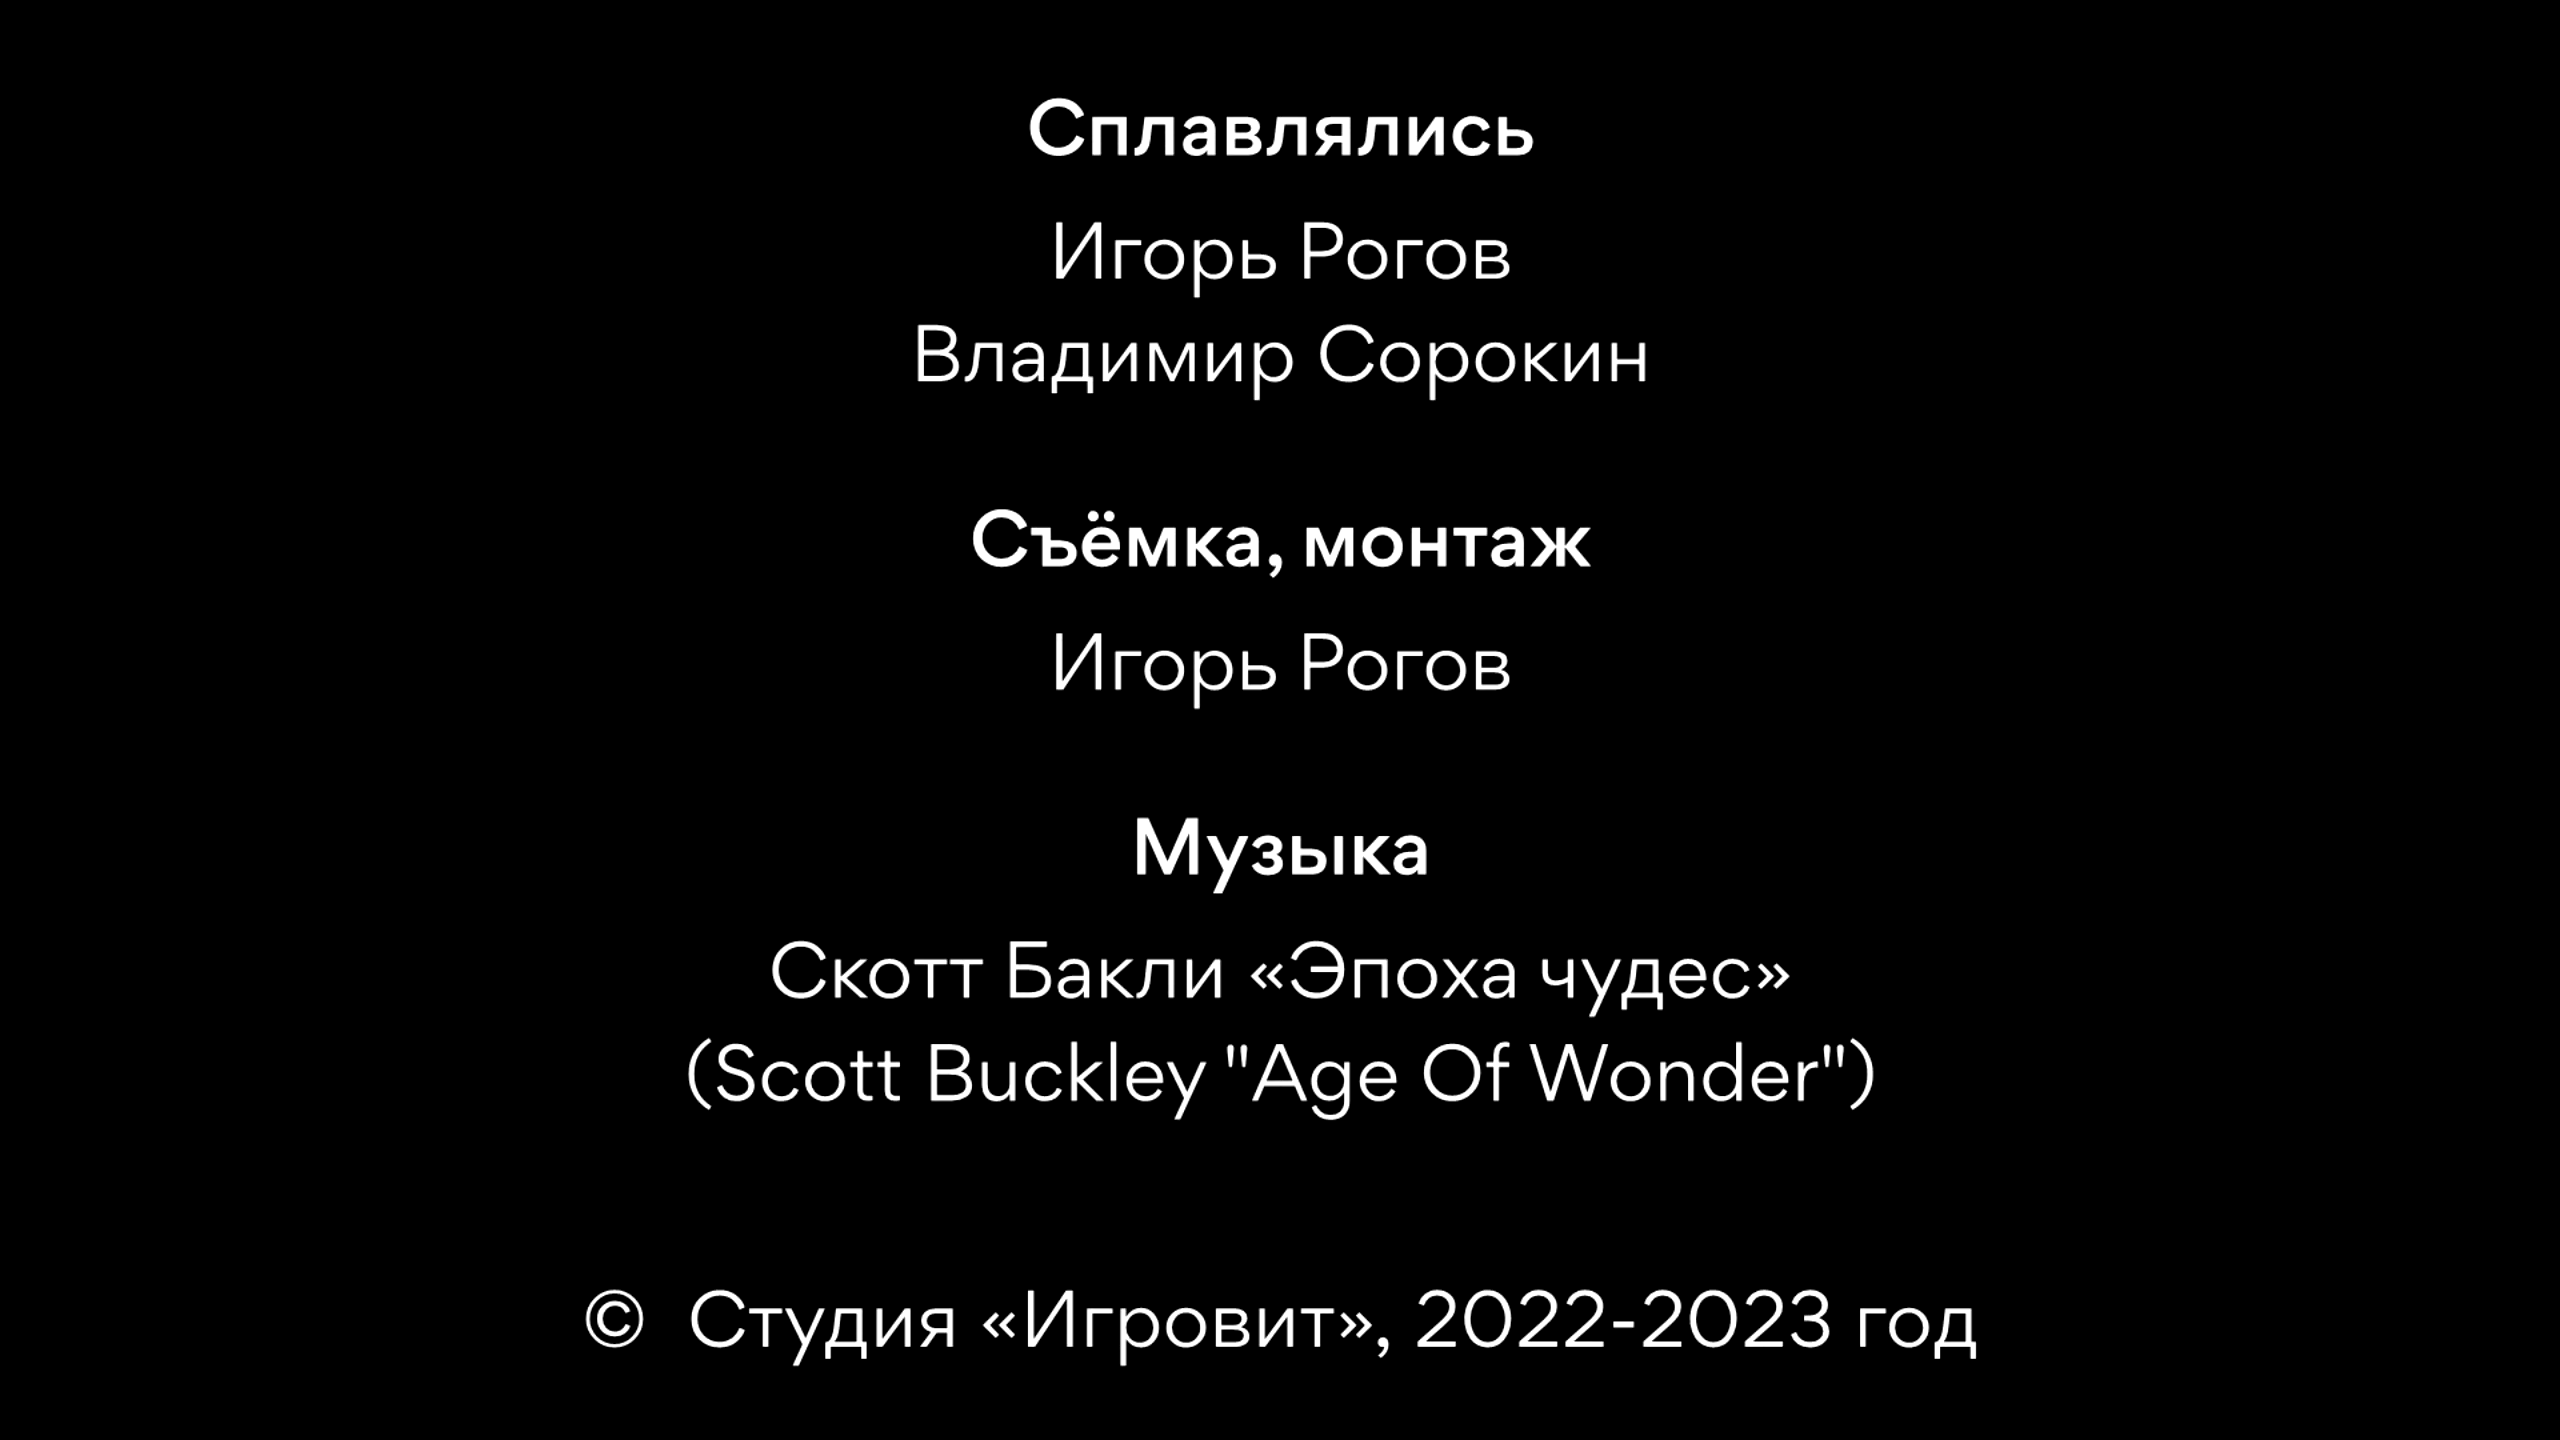 Сплавлялись
Игорь Рогов
Владимир Сорокин
Съёмка, монтаж
Игорь Рогов
Музыка
Скотт Бакли «Эпоха чудес»
(Scott Buckley "Age Of Wonder")
© Студия «Игровит», 2022-2023 год